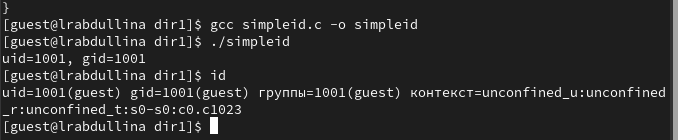 }
[guest@lrabdullina dir1]$ gcc simpleid.c -o simpleid
[guest@lrabdullina dir1]$ ./simpleid
uid=1001, gid=1001
[guest@lrabdullina dir1]$ id
uid=1001(guest) gid=1001(guest) группы=1001(guest) контекст=unconfined_u:unconfined
_r:unconfined_t:s0-s0:c0.c1023
[guest@lrabdullina dir1]$